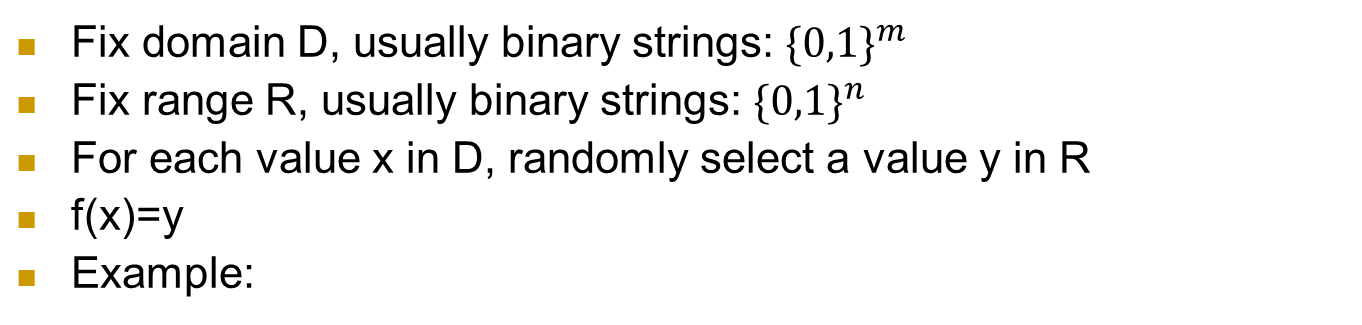 ▪ Fix domain D, usually binary strings: {0,1}ᵐ
▪ Fix range R, usually binary strings: {0,1}ⁿ
▪ For each value x in D, randomly select a value y in R
▪ f(x)=y
▪ Example: